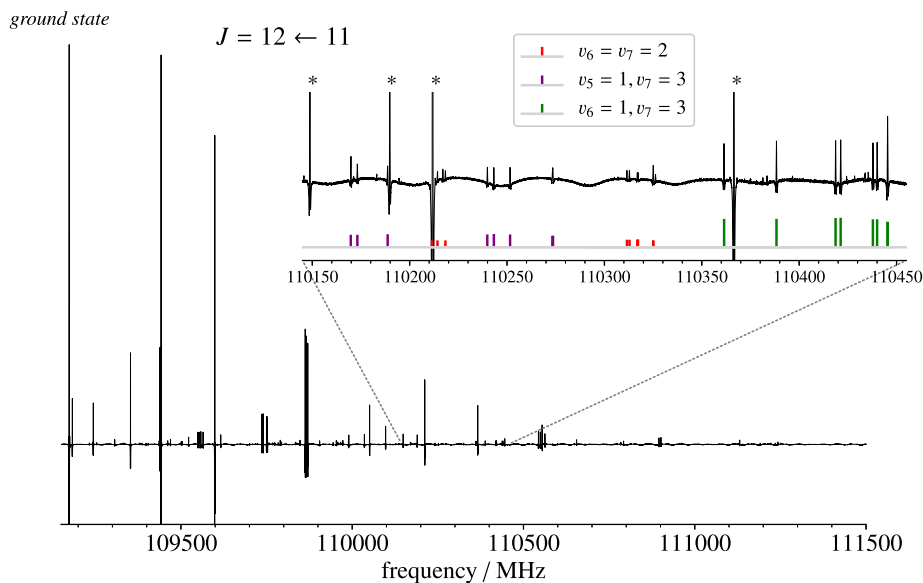 ground state
J = 12 ← 11
v₆ = v₇ = 2
v₅ = 1, v₇ = 3
v₆ = 1, v₇ = 3
* * * *
110150 110200 110250 110300 110350 110400 110450
109500 110000 110500 111000 111500
frequency / MHz